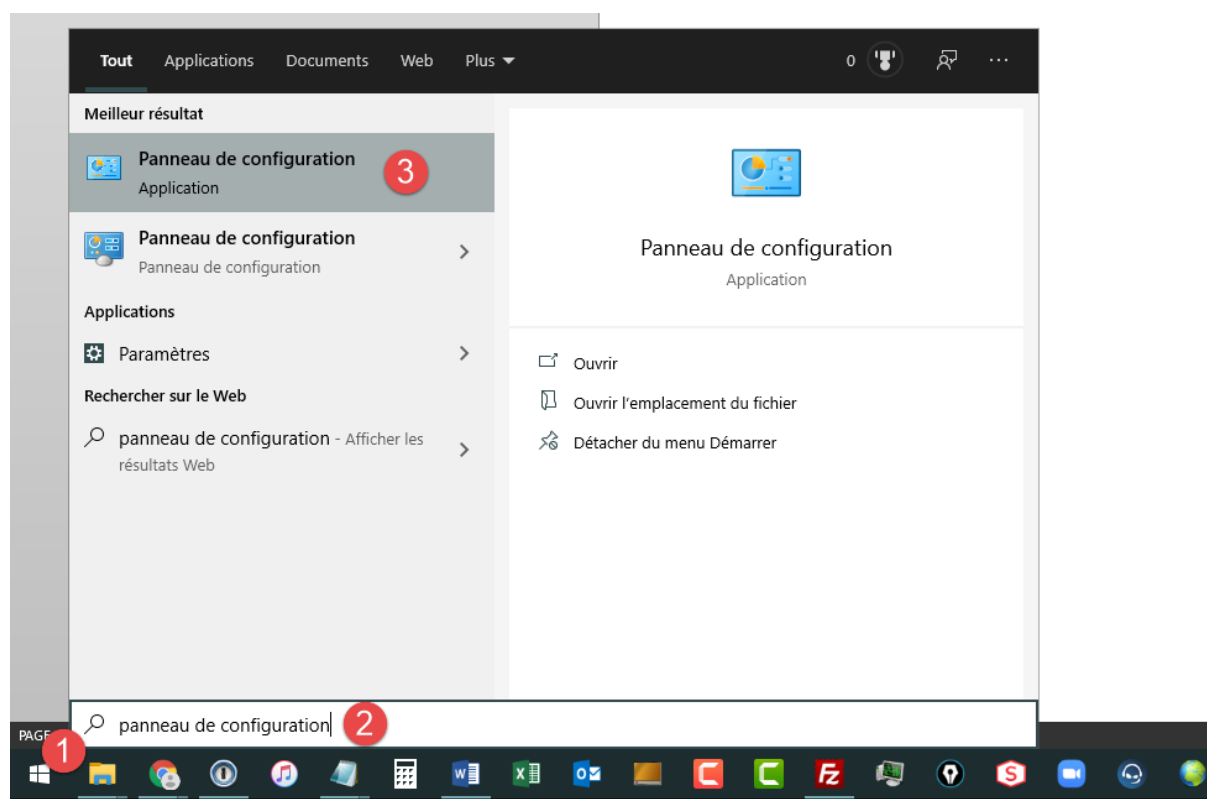 Tout Applications Documents Web Plus 0 ...
Meilleur résultat
Panneau de configuration
Application
3
Panneau de configuration
Panneau de configuration
Applications
Paramètres
Rechercher sur le Web
panneau de configuration - Afficher les
résultats Web
Panneau de configuration
Application
Ouvrir
Ouvrir l'emplacement du fichier
Détacher du menu Démarrer
panneau de configuration 2
PAGE
1